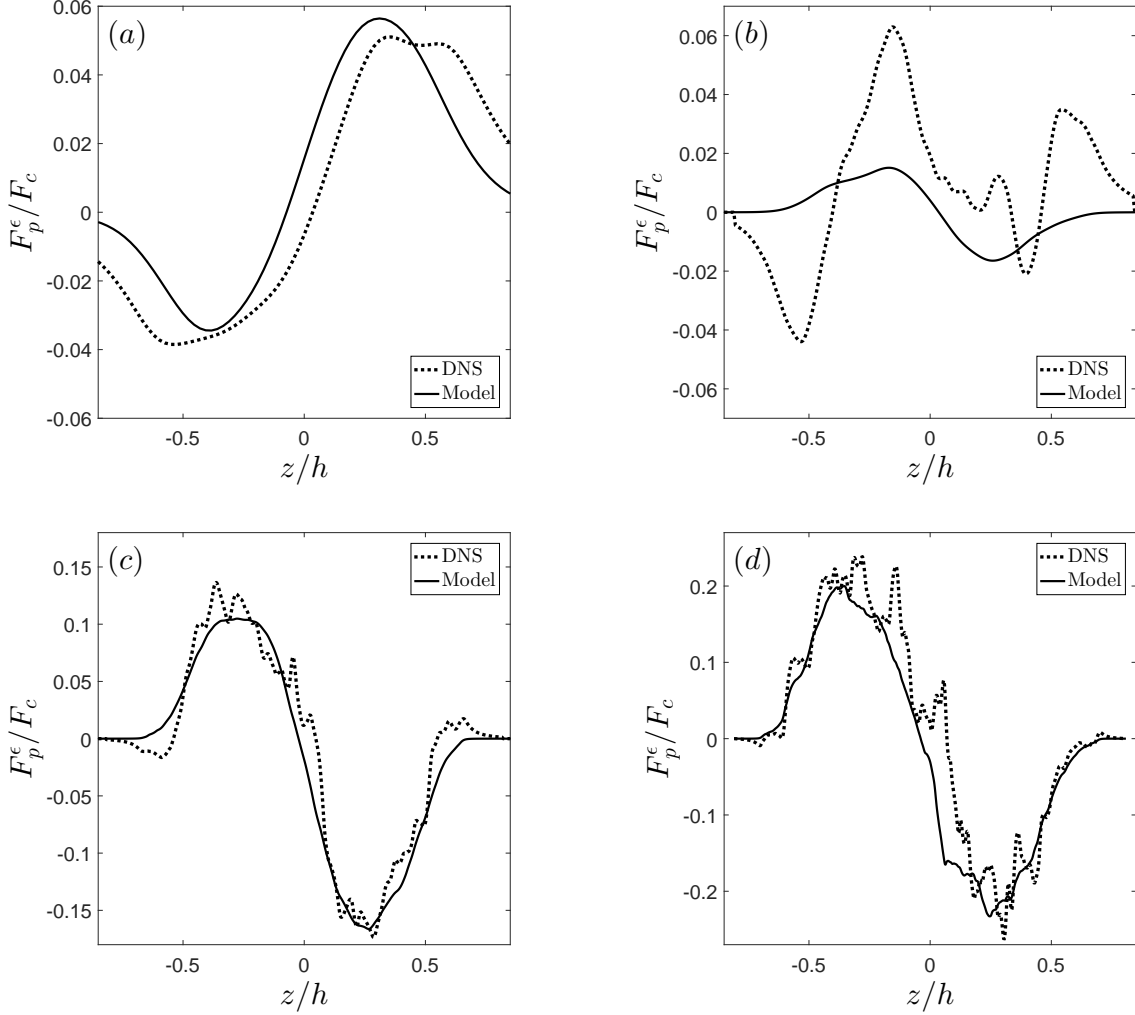 (a)
0.06
0.04
0.02
0
-0.02
-0.04
-0.06
F_p^ϵ/F_c
-0.5 0 0.5
z/h
DNS
Model
(b)
0.06
0.04
0.02
0
-0.02
-0.04
-0.06
F_p^ϵ/F_c
-0.5 0 0.5
z/h
DNS
Model
(c)
0.15
0.1
0.05
0
-0.05
-0.1
-0.15
F_p^ϵ/F_c
-0.5 0 0.5
z/h
DNS
Model
(d)
0.2
0.1
0
-0.1
-0.2
F_p^ϵ/F_c
-0.5 0 0.5
z/h
DNS
Model